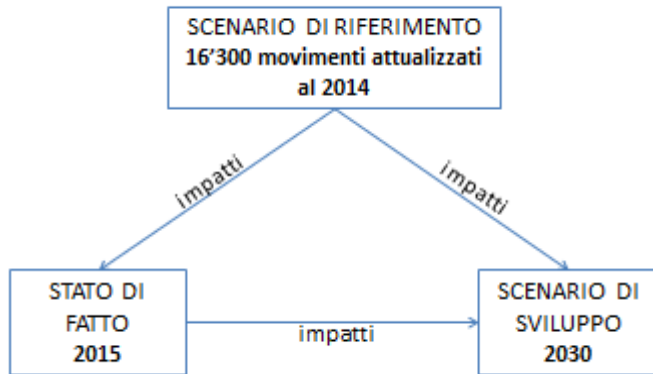 SCENARIO DI RIFERIMENTO
16'300 movimenti attualizzati
al 2014
impatti
impatti
STATO DI
FATTO
2015
impatti
SCENARIO DI
SVILUPPO
2030